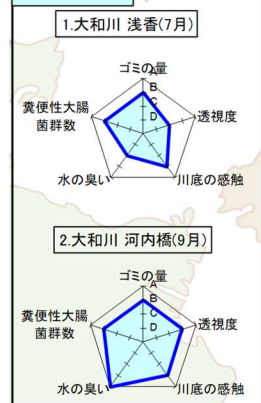 1.大和川 浅香(7月)
ゴミの量
A
B
C
D
糞便性大腸
菌群数
透視度
水の臭い
川底の感触
2.大和川 河内橋(9月)
ゴミの量
A
B
C
D
糞便性大腸
菌群数
透視度
水の臭い
川底の感触